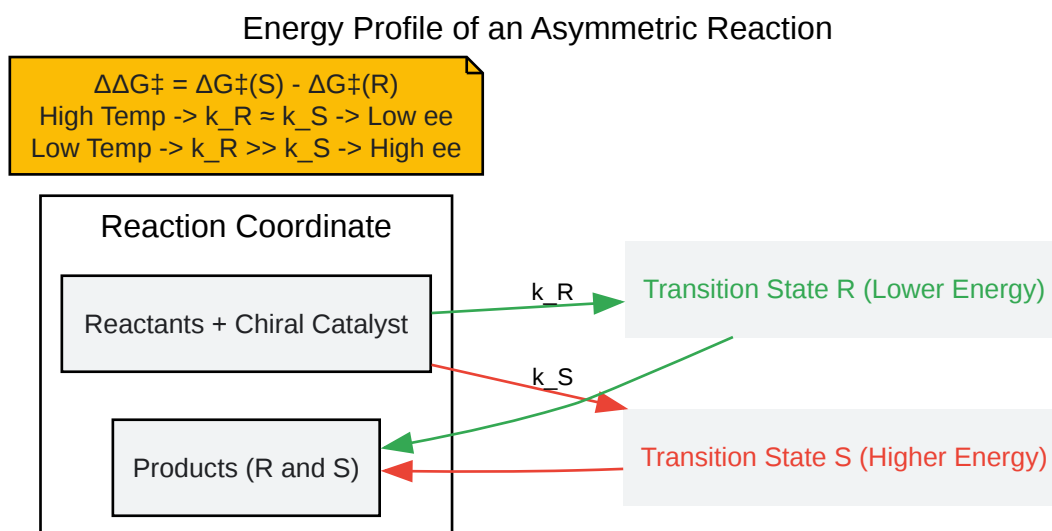 Energy Profile of an Asymmetric Reaction
ΔΔG‡ = ΔG‡(S) - ΔG‡(R)
High Temp -> k_R ≈ k_S -> Low ee
Low Temp -> k_R >> k_S -> High ee
Reaction Coordinate
Reactants + Chiral Catalyst
k_R
Transition State R (Lower Energy)
k_S
Products (R and S)
Transition State S (Higher Energy)